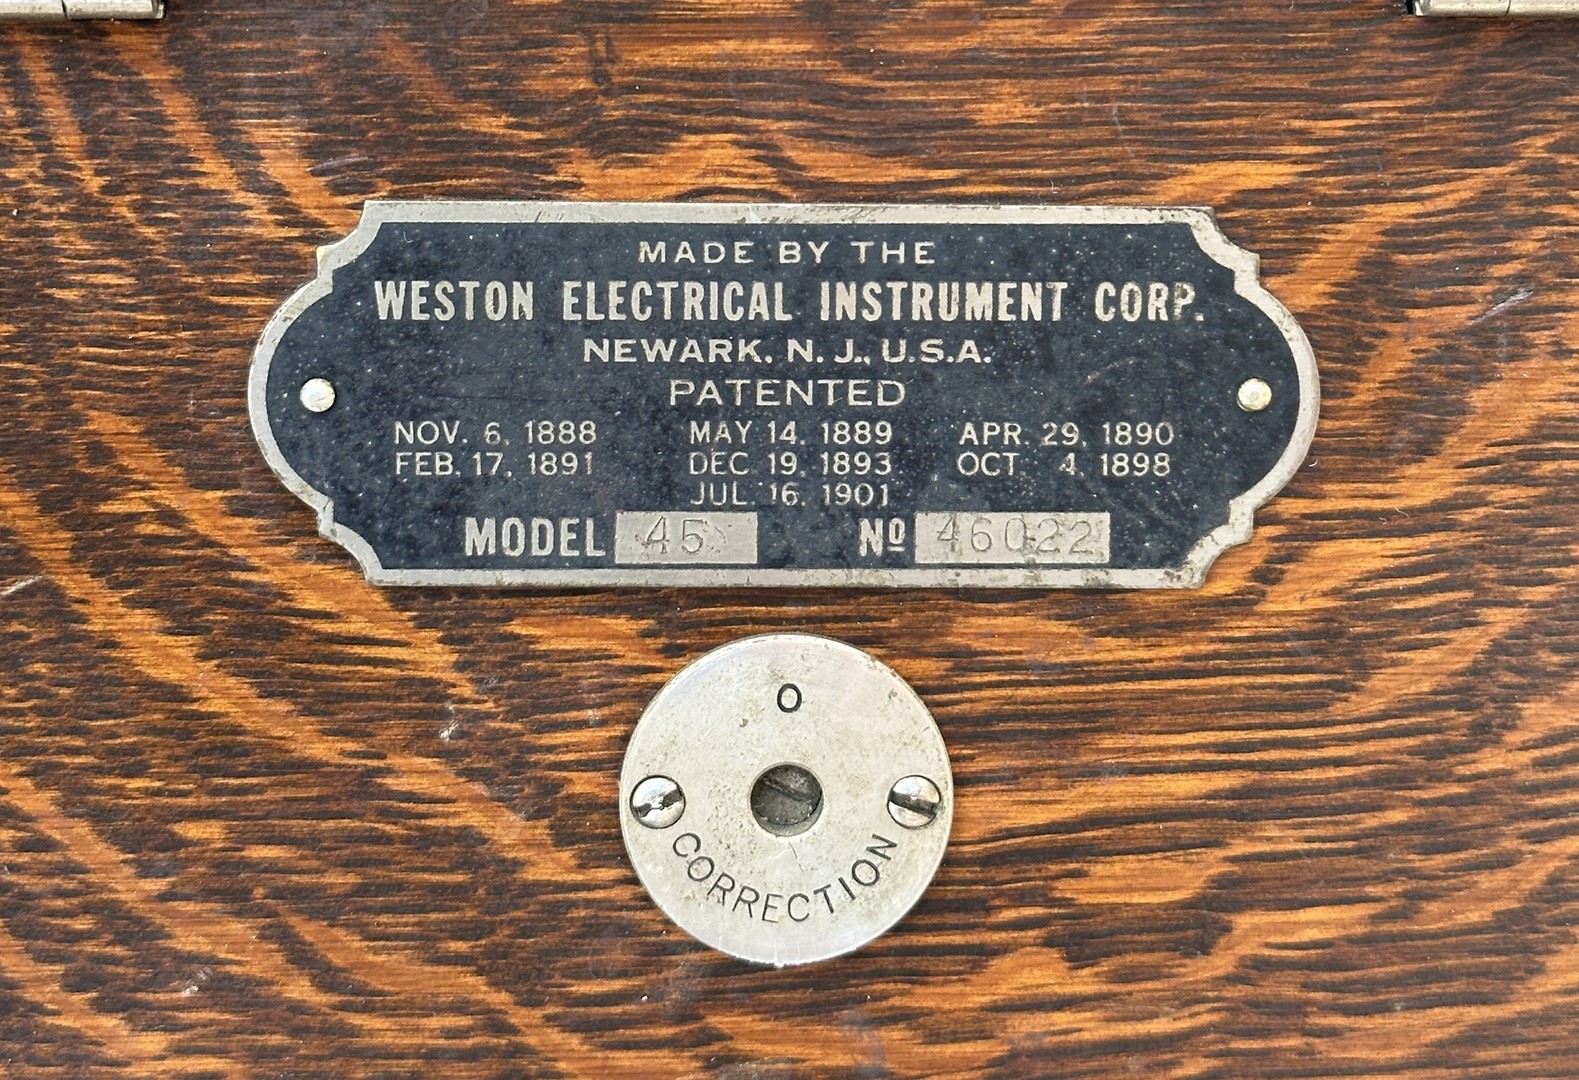 MADE BY THE
WESTON ELECTRICAL INSTRUMENT CORP.
NEWARK, N. J., U.S.A.
PATENTED
NOV. 6, 1888 MAY 14, 1889 APR. 29, 1890
FEB. 17, 1891 DEC. 19, 1893 OCT. 4, 1898
JUL. 16, 1901
MODEL 45 Nº 46022
O
CORRECTION